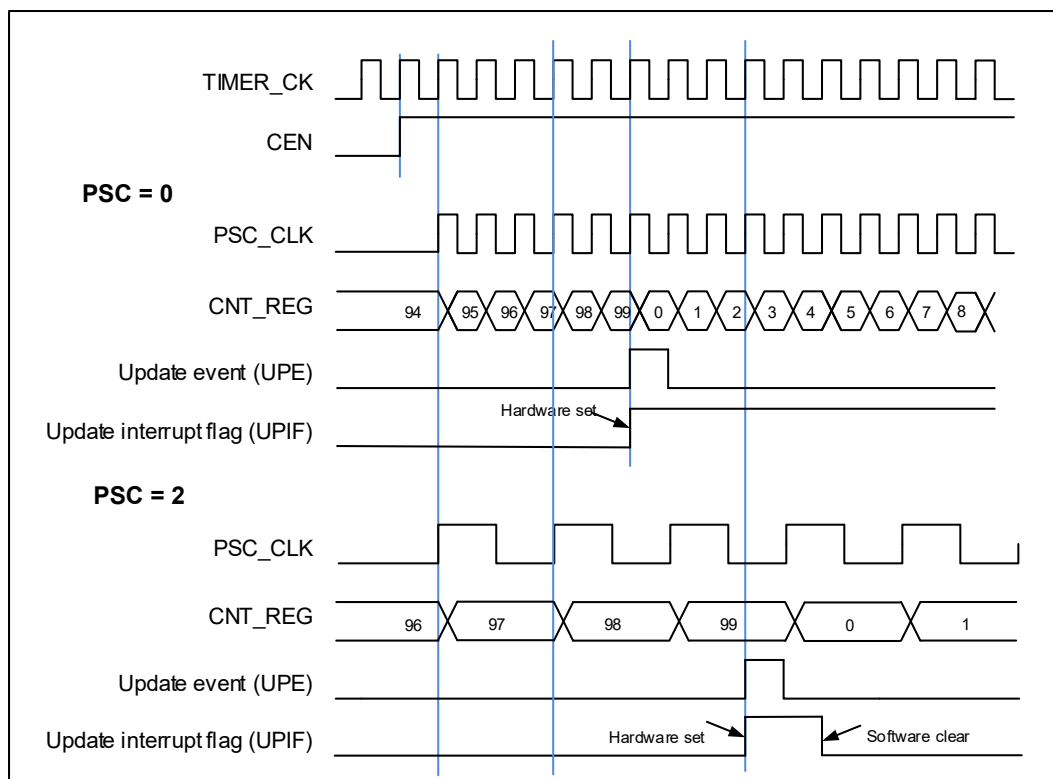 TIMER_CK
CEN
PSC = 0
PSC_CLK
CNT_REG 94 95 96 97 98 99 0 1 2 3 4 5 6 7 8
Update event (UPE)
Hardware set
Update interrupt flag (UPIF)
PSC = 2
PSC_CLK
CNT_REG 96 97 98 99 0 1
Update event (UPE)
Update interrupt flag (UPIF) Hardware set Software clear